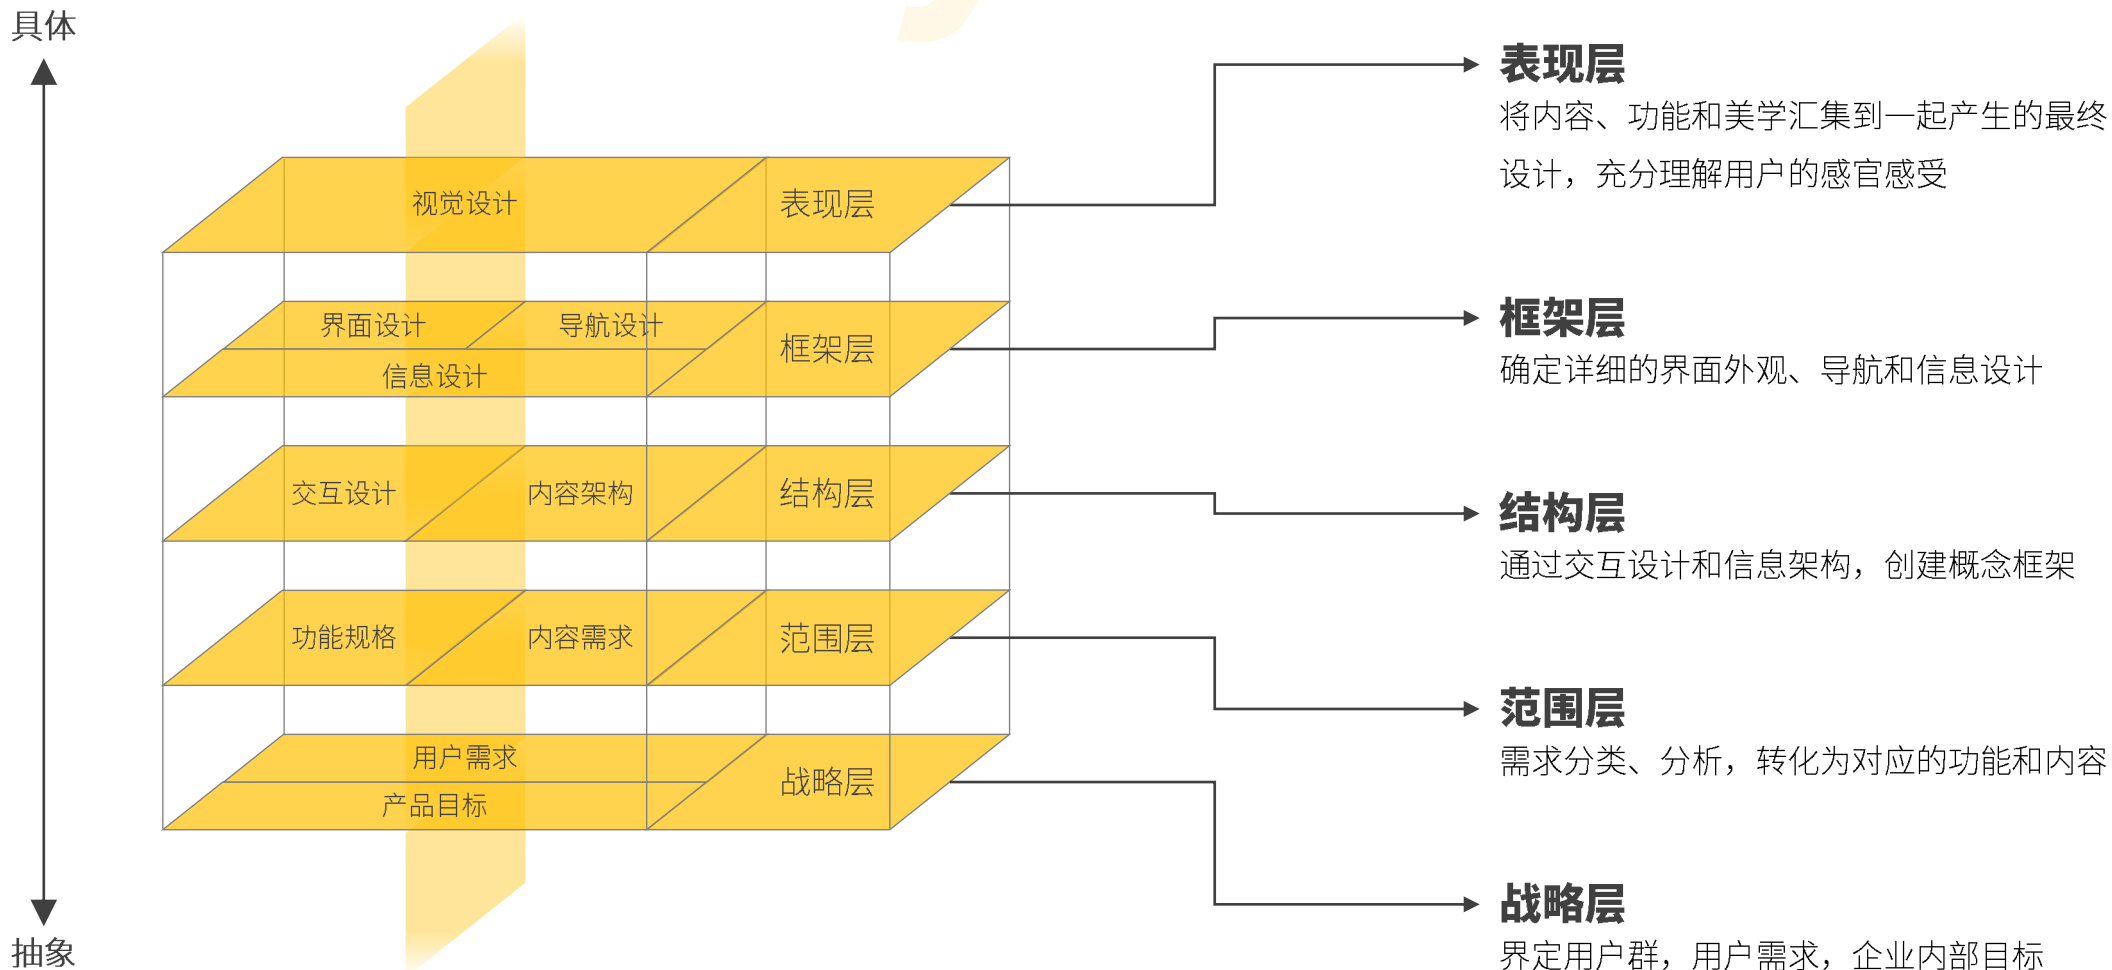 具体
抽象
视觉设计
表现层
界面设计
导航设计
信息设计
框架层
交互设计
内容架构
结构层
功能规格
内容需求
范围层
用户需求
产品目标
战略层
表现层
将内容、功能和美学汇集到一起产生的最终
设计，充分理解用户的感官感受
框架层
确定详细的界面外观、导航和信息设计
结构层
通过交互设计和信息架构，创建概念框架
范围层
需求分类、分析，转化为对应的功能和内容
战略层
界定用户群，用户需求，企业内部目标